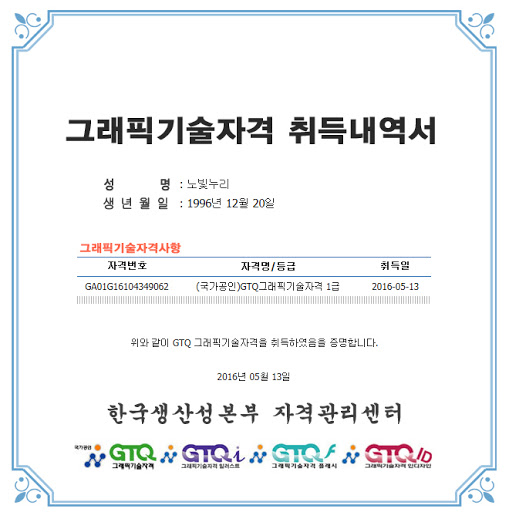 그래픽기술자격 취득내역서
성 명 : 노빛누리
생 년 월 일 : 1996년 12월 20일
그래픽기술자격사항
자격번호 자격명/등급 취득일
GA01G16104349062 (국가공인)GTQ그래픽기술자격 1급 2016-05-13
위와 같이 GTQ 그래픽기술자격을 취득하였음을 증명합니다.
2016년 05월 13일
한국생산성본부 자격관리센터
국가공인 GTQ 그래픽기술자격 GTQi 그래픽기술자격 일러스트 GTQf 그래픽기술자격 플래시 GTQID 그래픽기술자격 인디자인